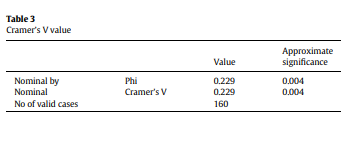 Table 3
Cramer's V value
Value Approximate significance
Nominal by Phi 0.229 0.004
Nominal Cramer's V 0.229 0.004
No of valid cases 160